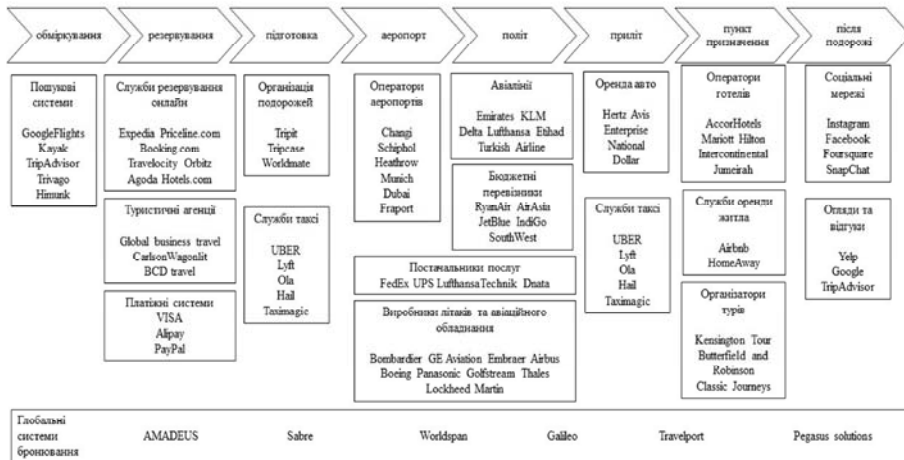 обміркування
резервування
підготовка
аеропорт
політ
приліт
пункт
призначення
після
подорожі
Пошукові
системи
GoogleFlights
Kayak
TripAdvisor
Trivago
Himunk
Служби резервування
онлайн
Expedia Priceline.com
Booking.com
Travelocity Orbitz
Agoda Hotels.com
Туристичні агенції
Global business travel
CarlsonWagonlit
BCD travel
Платіжні системи
VISA
Alipay
PayPal
Організація
подорожей
Tripit
Tripcase
Worldmate
Служби таксі
UBER
Lyft
Ola
Hail
Taximagic
Оператори
аеропортів
Changi
Schiphol
Heathrow
Munich
Dubai
Fraport
Авіалінії
Emirates KLM
Delta Lufthansa Etihad
Turkish Airline
Бюджетні
перевізники
RyanAir AirAsia
JetBlue IndiGo
SouthWest
Постачальники послуг
FedEx UPS LufthansaTechnik Dnata
Виробники літаків та авіаційного
обладнання
Bombardier GE Aviation Embraer Airbus
Boeing Panasonic Golfstream Thales
Lockheed Martin
Оренда авто
Hertz Avis
Enterprise
National
Dollar
Служби таксі
UBER
Lyft
Ola
Hail
Taximagic
Оператори
готелів
AccorHotels
Mariott Hilton
Intercontinental
Jumeirah
Служби оренди
житла
Airbnb
HomeAway
Організатори
турів
Kensington Tour
Butterfield and
Robinson
Classic Journeys
Соціальні
мережі
Instagram
Facebook
Foursquare
SnapChat
Огляди та
відгуки
Yelp
Google
TripAdvisor
Глобальні
системи
бронювання
AMADEUS Sabre Worldspan Galileo Travelport Pegasus solutions